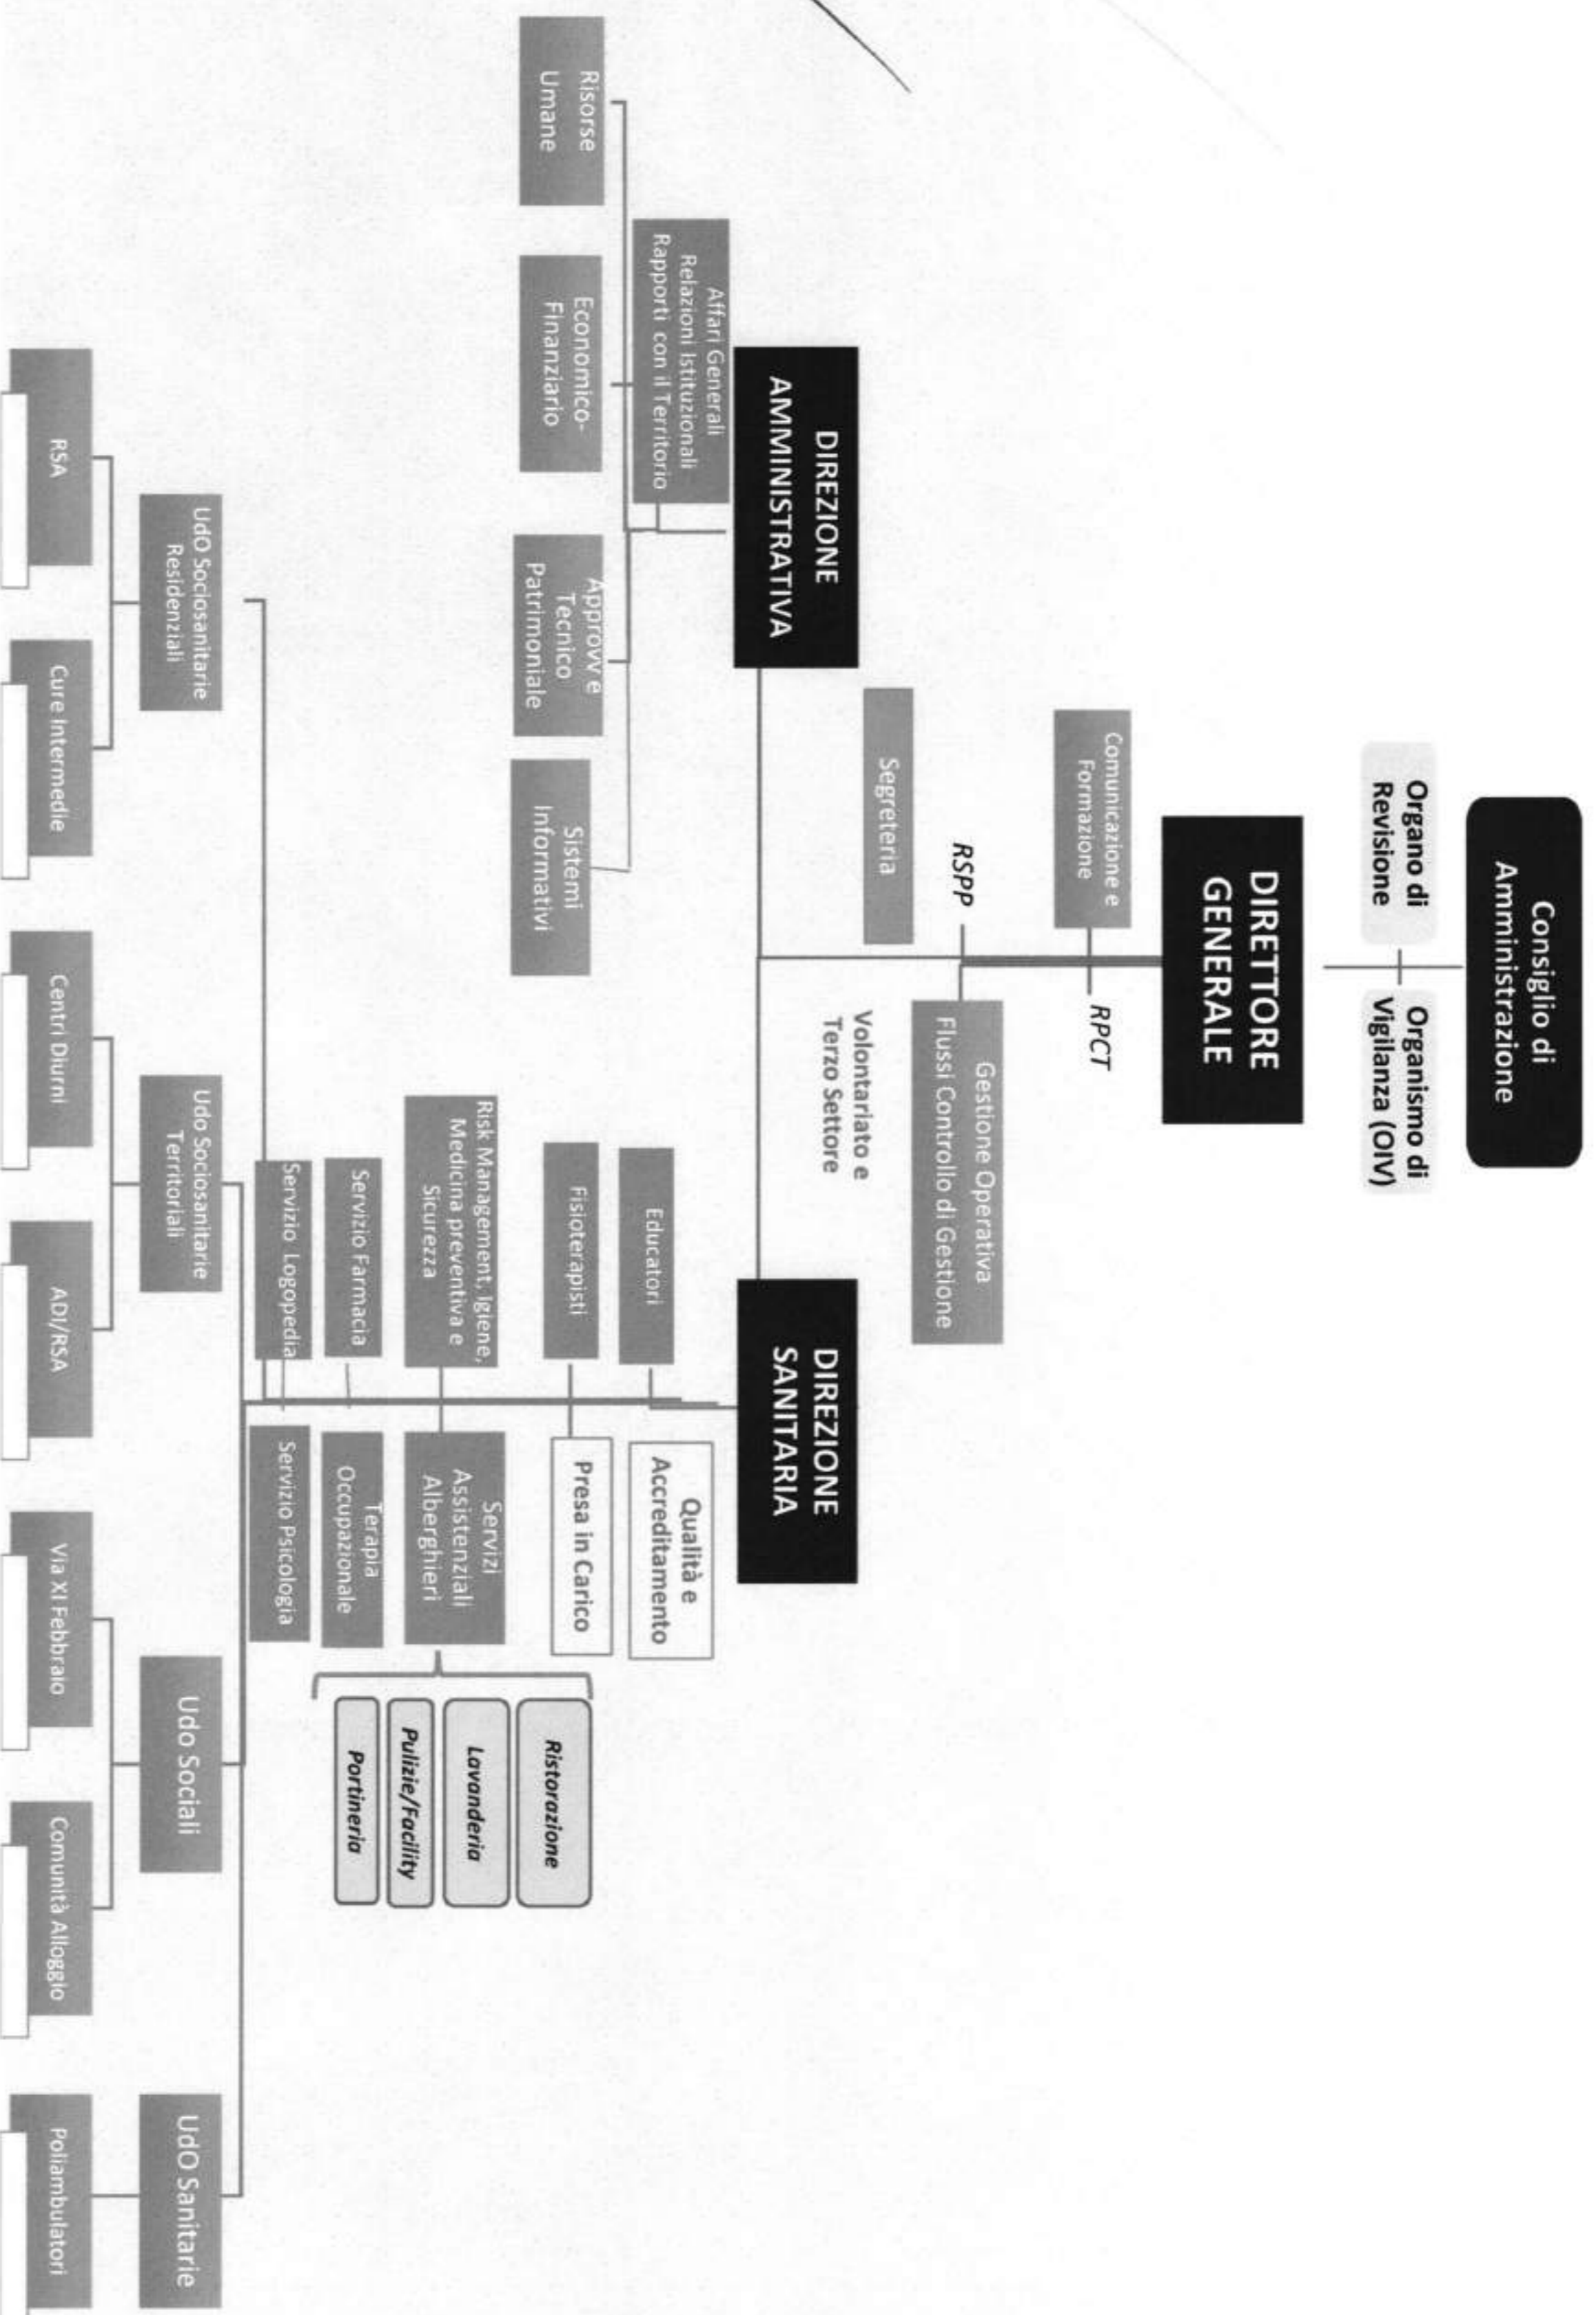 Consiglio di
Amministrazione
Organo di
Revisione
Organismo di
Vigilanza (OIV)
DIRETTORE
GENERALE
Comunicazione e
Formazione
RPCT
RSPP
Gestione Operativa
Flussi Controllo di Gestione
Segreteria
Volontariato e
Terzo Settore
DIREZIONE
AMMINISTRATIVA
DIREZIONE
SANITARIA
Affari Generali
Relazioni Istituzionali
Rapporti con il Territorio
Risorse
Umane
Economico-
Finanziario
Approvv e
Tecnico
Patrimoniale
Sistemi
Informativi
Educatori
Qualità e
Accreditamento
Fisioterapisti
Presa in Carico
Risk Management, Igiene,
Medicina preventiva e
Sicurezza
Servizi
Assistenziali
Alberghieri
Ristorazione
Lavanderia
Pulizie/Facility
Portineria
Servizio Farmacia
Terapia
Occupazionale
Servizio Logopedia
Servizio Psicologia
UdO Sociosanitarie
Residenziali
Udo Sociosanitarie
Territoriali
Udo Sociali
UdO Sanitarie
RSA
Cure Intermedie
Centri Diurni
ADI/RSA
Via XI Febbraio
Comunità Alloggio
Poliambulatori